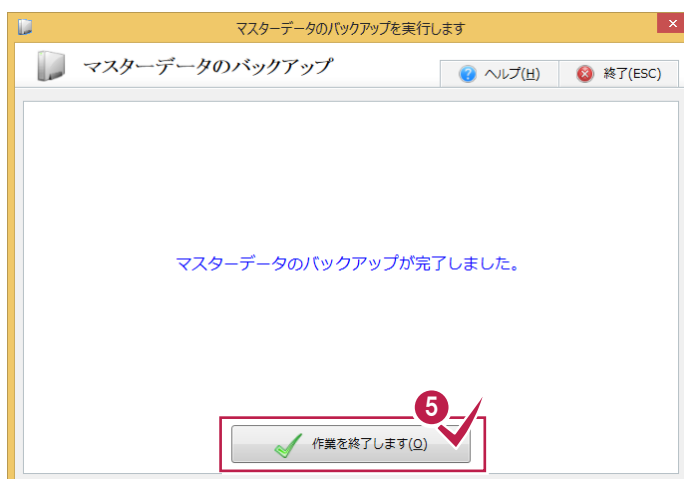 マスターデータのバックアップを実行します
マスターデータのバックアップ
ヘルプ(H)
終了(ESC)
マスターデータのバックアップが完了しました。
5
作業を終了します(O)